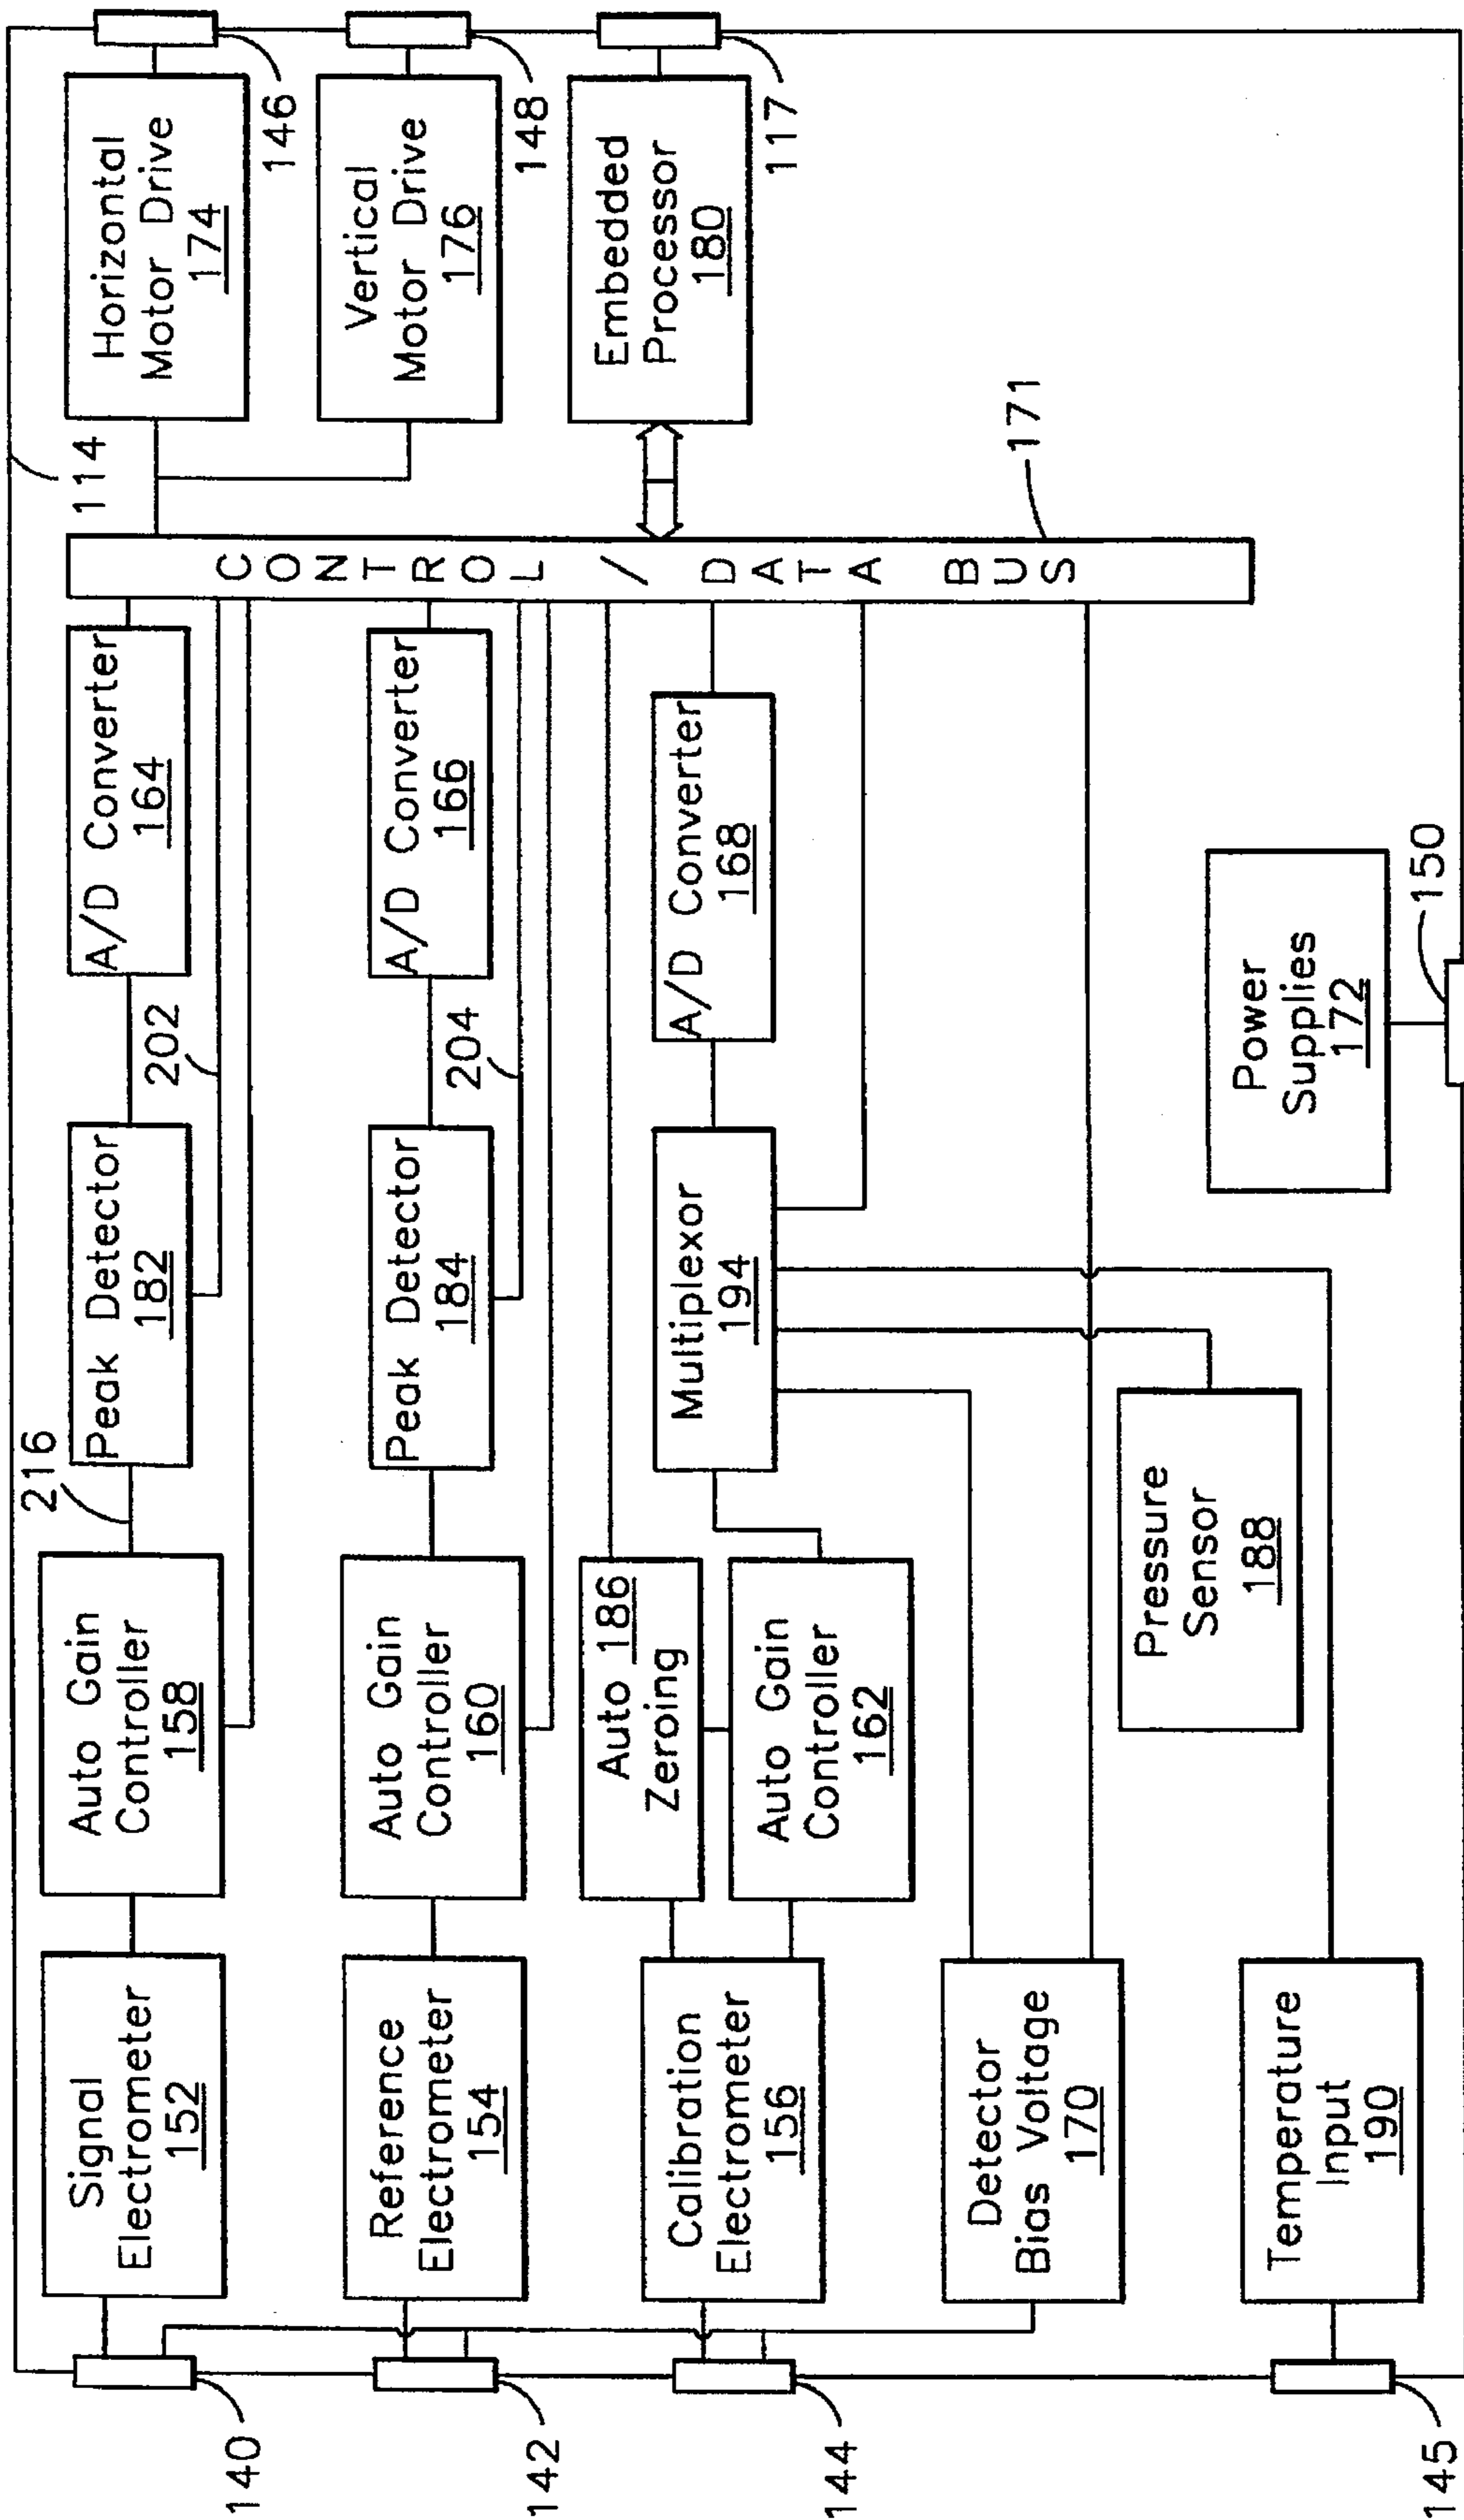 114
216
202
Signal
Electrometer
152
Auto Gain
Controller
158
Peak Detector
182
A/D Converter
164
Horizontal
Motor Drive
174
146
140
204
Reference
Electrometer
154
Auto Gain
Controller
160
Peak Detector
184
A/D Converter
166
CONTROL / DATA BUS
Vertical
Motor Drive
176
148
142
Calibration
Electrometer
156
Auto 186
Zeroing
Auto Gain
Controller
162
Multiplexor
194
A/D Converter
168
Embedded
Processor
180
117
144
Detector
Bias Voltage
170
171
Pressure
Sensor
188
Temperature
Input
190
Power
Supplies
172
150
145